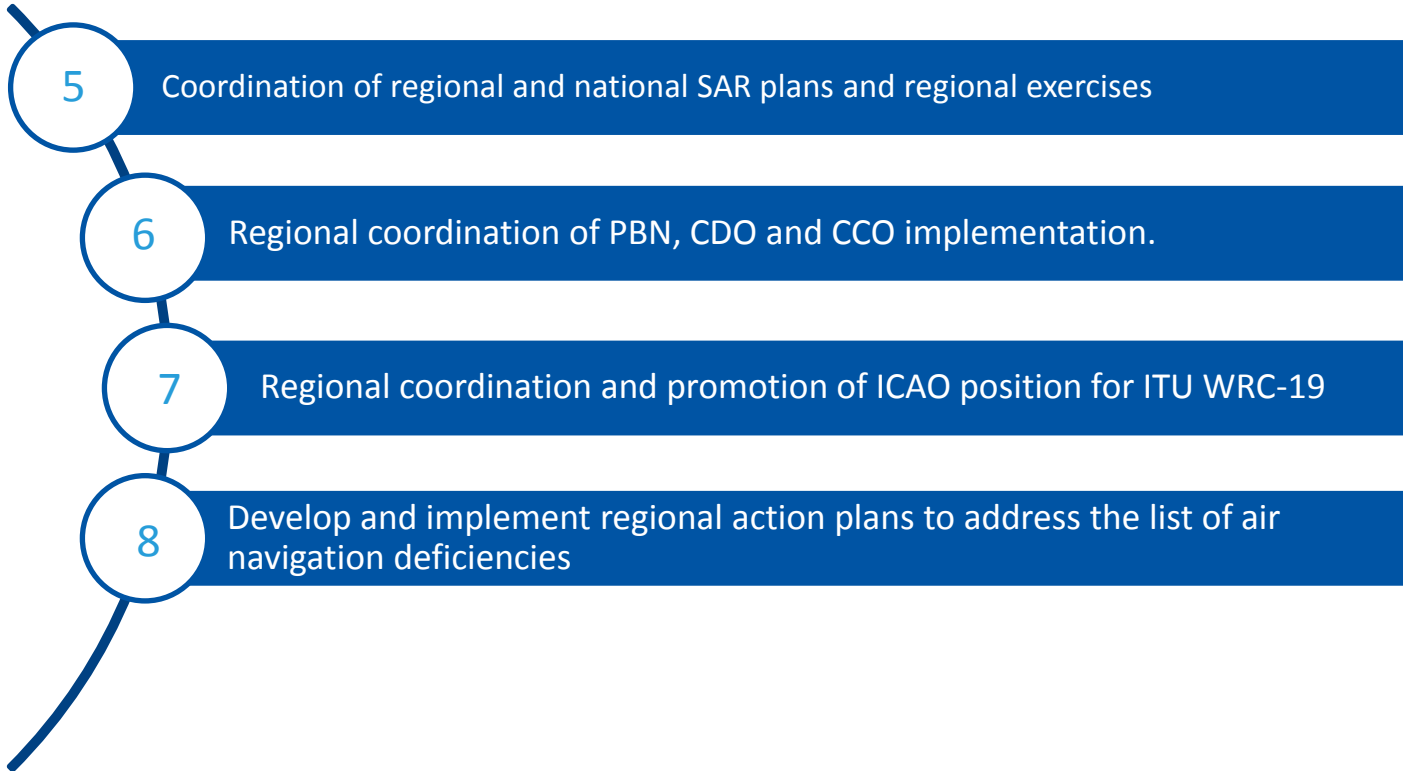 5
Coordination of regional and national SAR plans and regional exercises
6
Regional coordination of PBN, CDO and CCO implementation.
7
Regional coordination and promotion of ICAO position for ITU WRC-19
8
Develop and implement regional action plans to address the list of air
navigation deficiencies